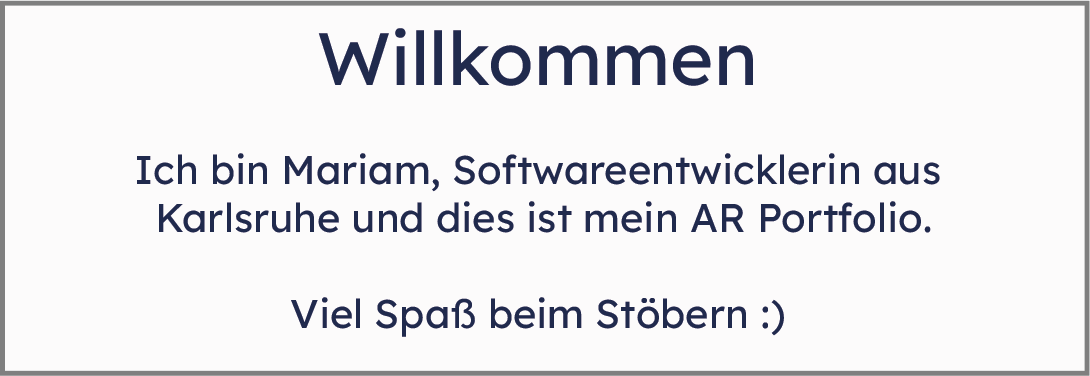 Willkommen
Ich bin Mariam, Softwareentwicklerin aus
Karlsruhe und dies ist mein AR Portfolio.
Viel Spaß beim Stöbern :)